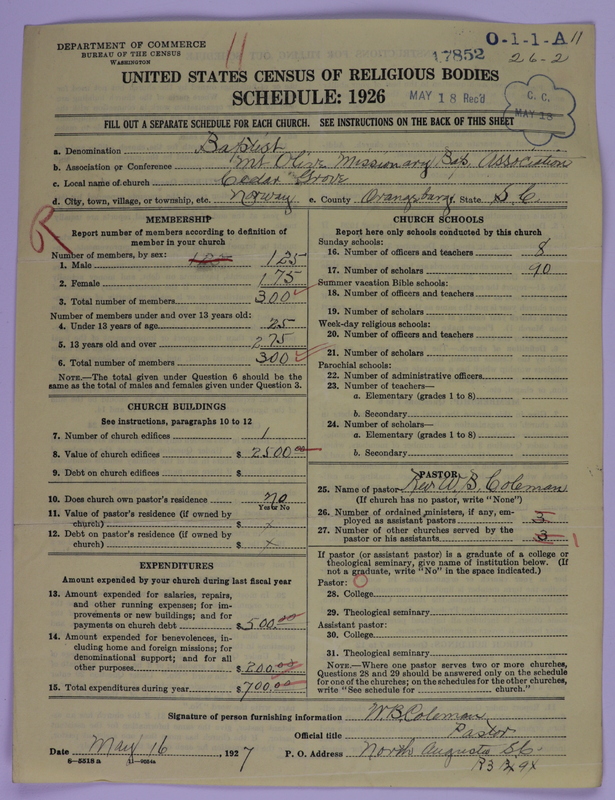 DEPARTMENT OF COMMERCE
BUREAU OF THE CENSUS
WASHINGTON
11
17852
O-1-1-A 11
26-2
UNITED STATES CENSUS OF RELIGIOUS BODIES
SCHEDULE: 1926
MAY 18 Rec'd
C. C.
MAY 18
FILL OUT A SEPARATE SCHEDULE FOR EACH CHURCH. SEE INSTRUCTIONS ON THE BACK OF THIS SHEET
a. Denomination Baptist
b. Association or Conference Mt Olive Missionary Bap. Association
c. Local name of church Cedar Grove
d. City, town, village, or township, etc. Norway e. County Orangeburg State S. C.
R
MEMBERSHIP
Report number of members according to definition of
member in your church
Number of members, by sex:
1. Male 125 125
2. Female 175
3. Total number of members 300
Number of members under and over 13 years old:
4. Under 13 years of age 25
5. 13 years old and over 275
6. Total number of members 300
NOTE.—The total given under Question 6 should be
same as the total of males and females given under Question 3.
CHURCH BUILDINGS
See instructions, paragraphs 10 to 12
7. Number of church edifices 1
8. Value of church edifices $ 2500.00
9. Debt on church edifices $
10. Does church own pastor's residence no
Yes or No
11. Value of pastor's residence (if owned by
church) $ x
12. Debt on pastor's residence (if owned by
church) $ x
EXPENDITURES
Amount expended by your church during last fiscal year
13. Amount expended for salaries, repairs,
and other running expenses; for im-
provements or new buildings; and for
payments on church debt $ 500.00
14. Amount expended for benevolences, in-
cluding home and foreign missions; for
denominational support; and for all
other purposes $ 200.00
15. Total expenditures during year $ 700.00
CHURCH SCHOOLS
Report here only schools conducted by this church
Sunday schools:
16. Number of officers and teachers 8
17. Number of scholars 90
Summer vacation Bible schools:
18. Number of officers and teachers
19. Number of scholars
Week-day religious schools:
20. Number of officers and teachers
21. Number of scholars
Parochial schools:
22. Number of administrative officers
23. Number of teachers—
a. Elementary (grades 1 to 8)
b. Secondary
24. Number of scholars—
a. Elementary (grades 1 to 8)
b. Secondary
PASTOR
25. Name of pastor Rev W. B. Coleman
(If church has no pastor, write "None")
26. Number of ordained ministers, if any, em-
ployed as assistant pastors 3
27. Number of other churches served by the
pastor or his assistants 3 1
If pastor (or assistant pastor) is a graduate of a college or
theological seminary, give name of institution below. (If
not a graduate, write "No" in the space indicated.)
Pastor: O
28. College
29. Theological seminary
Assistant pastor:
30. College
31. Theological seminary
NOTE.—Where one pastor serves two or more churches,
Questions 28 and 29 should be answered only on the schedule
for one of the churches; on the schedules for the other churches,
write "See schedule for church."
Signature of person furnishing information W. B. Coleman
Official title Pastor
Date May 16, 1927 P. O. Address North Augusta S.C.
8-5518 a 11-9664a